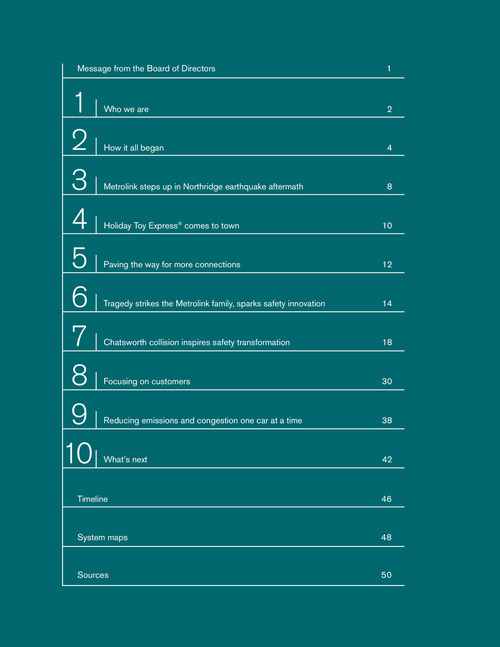 Message from the Board of Directors 1
1 Who we are 2
2 How it all began 4
3 Metrolink steps up in Northridge earthquake aftermath 8
4 Holiday Toy Express® comes to town 10
5 Paving the way for more connections 12
6 Tragedy strikes the Metrolink family, sparks safety innovation 14
7 Chatsworth collision inspires safety transformation 18
8 Focusing on customers 30
9 Reducing emissions and congestion one car at a time 38
10 What's next 42
Timeline 46
System maps 48
Sources 50